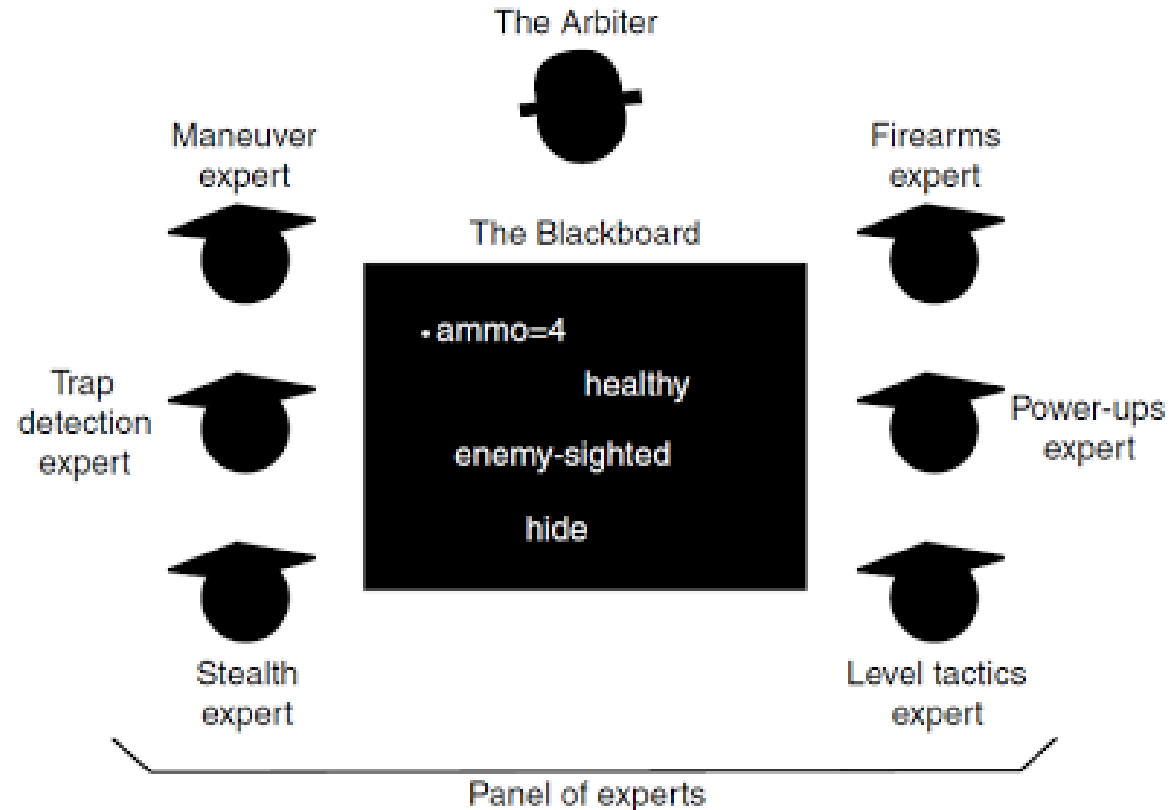 The Arbiter
Maneuver
expert
Firearms
expert
The Blackboard
•ammo=4
healthy
enemy-sighted
hide
Trap
detection
expert
Power-ups
expert
Stealth
expert
Level tactics
expert
Panel of experts